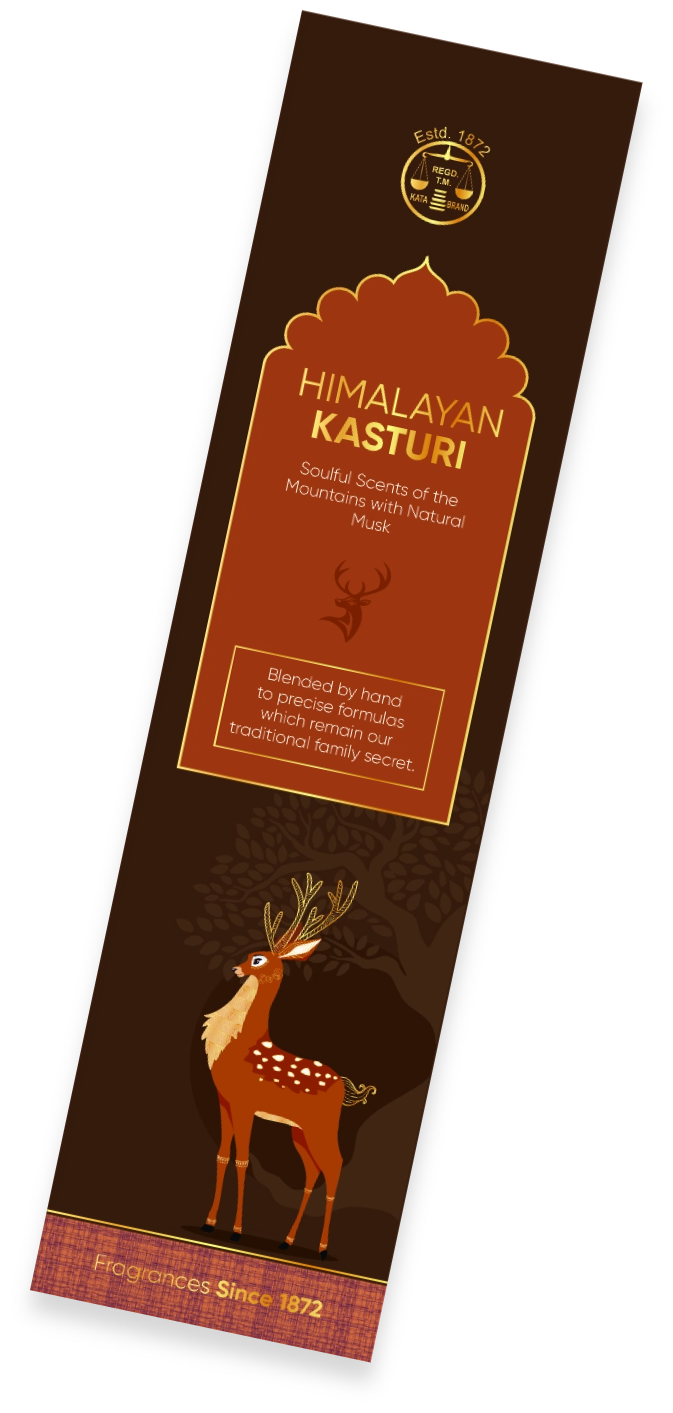 Estd. 1872
REGD.
T.M.
KATA BRAND
HIMALAYAN
KASTURI
Soulful Scents of the
Mountains with Natural
Musk
Blended by hand
to precise formulas
which remain our
traditional family secret.
Fragrances Since 1872